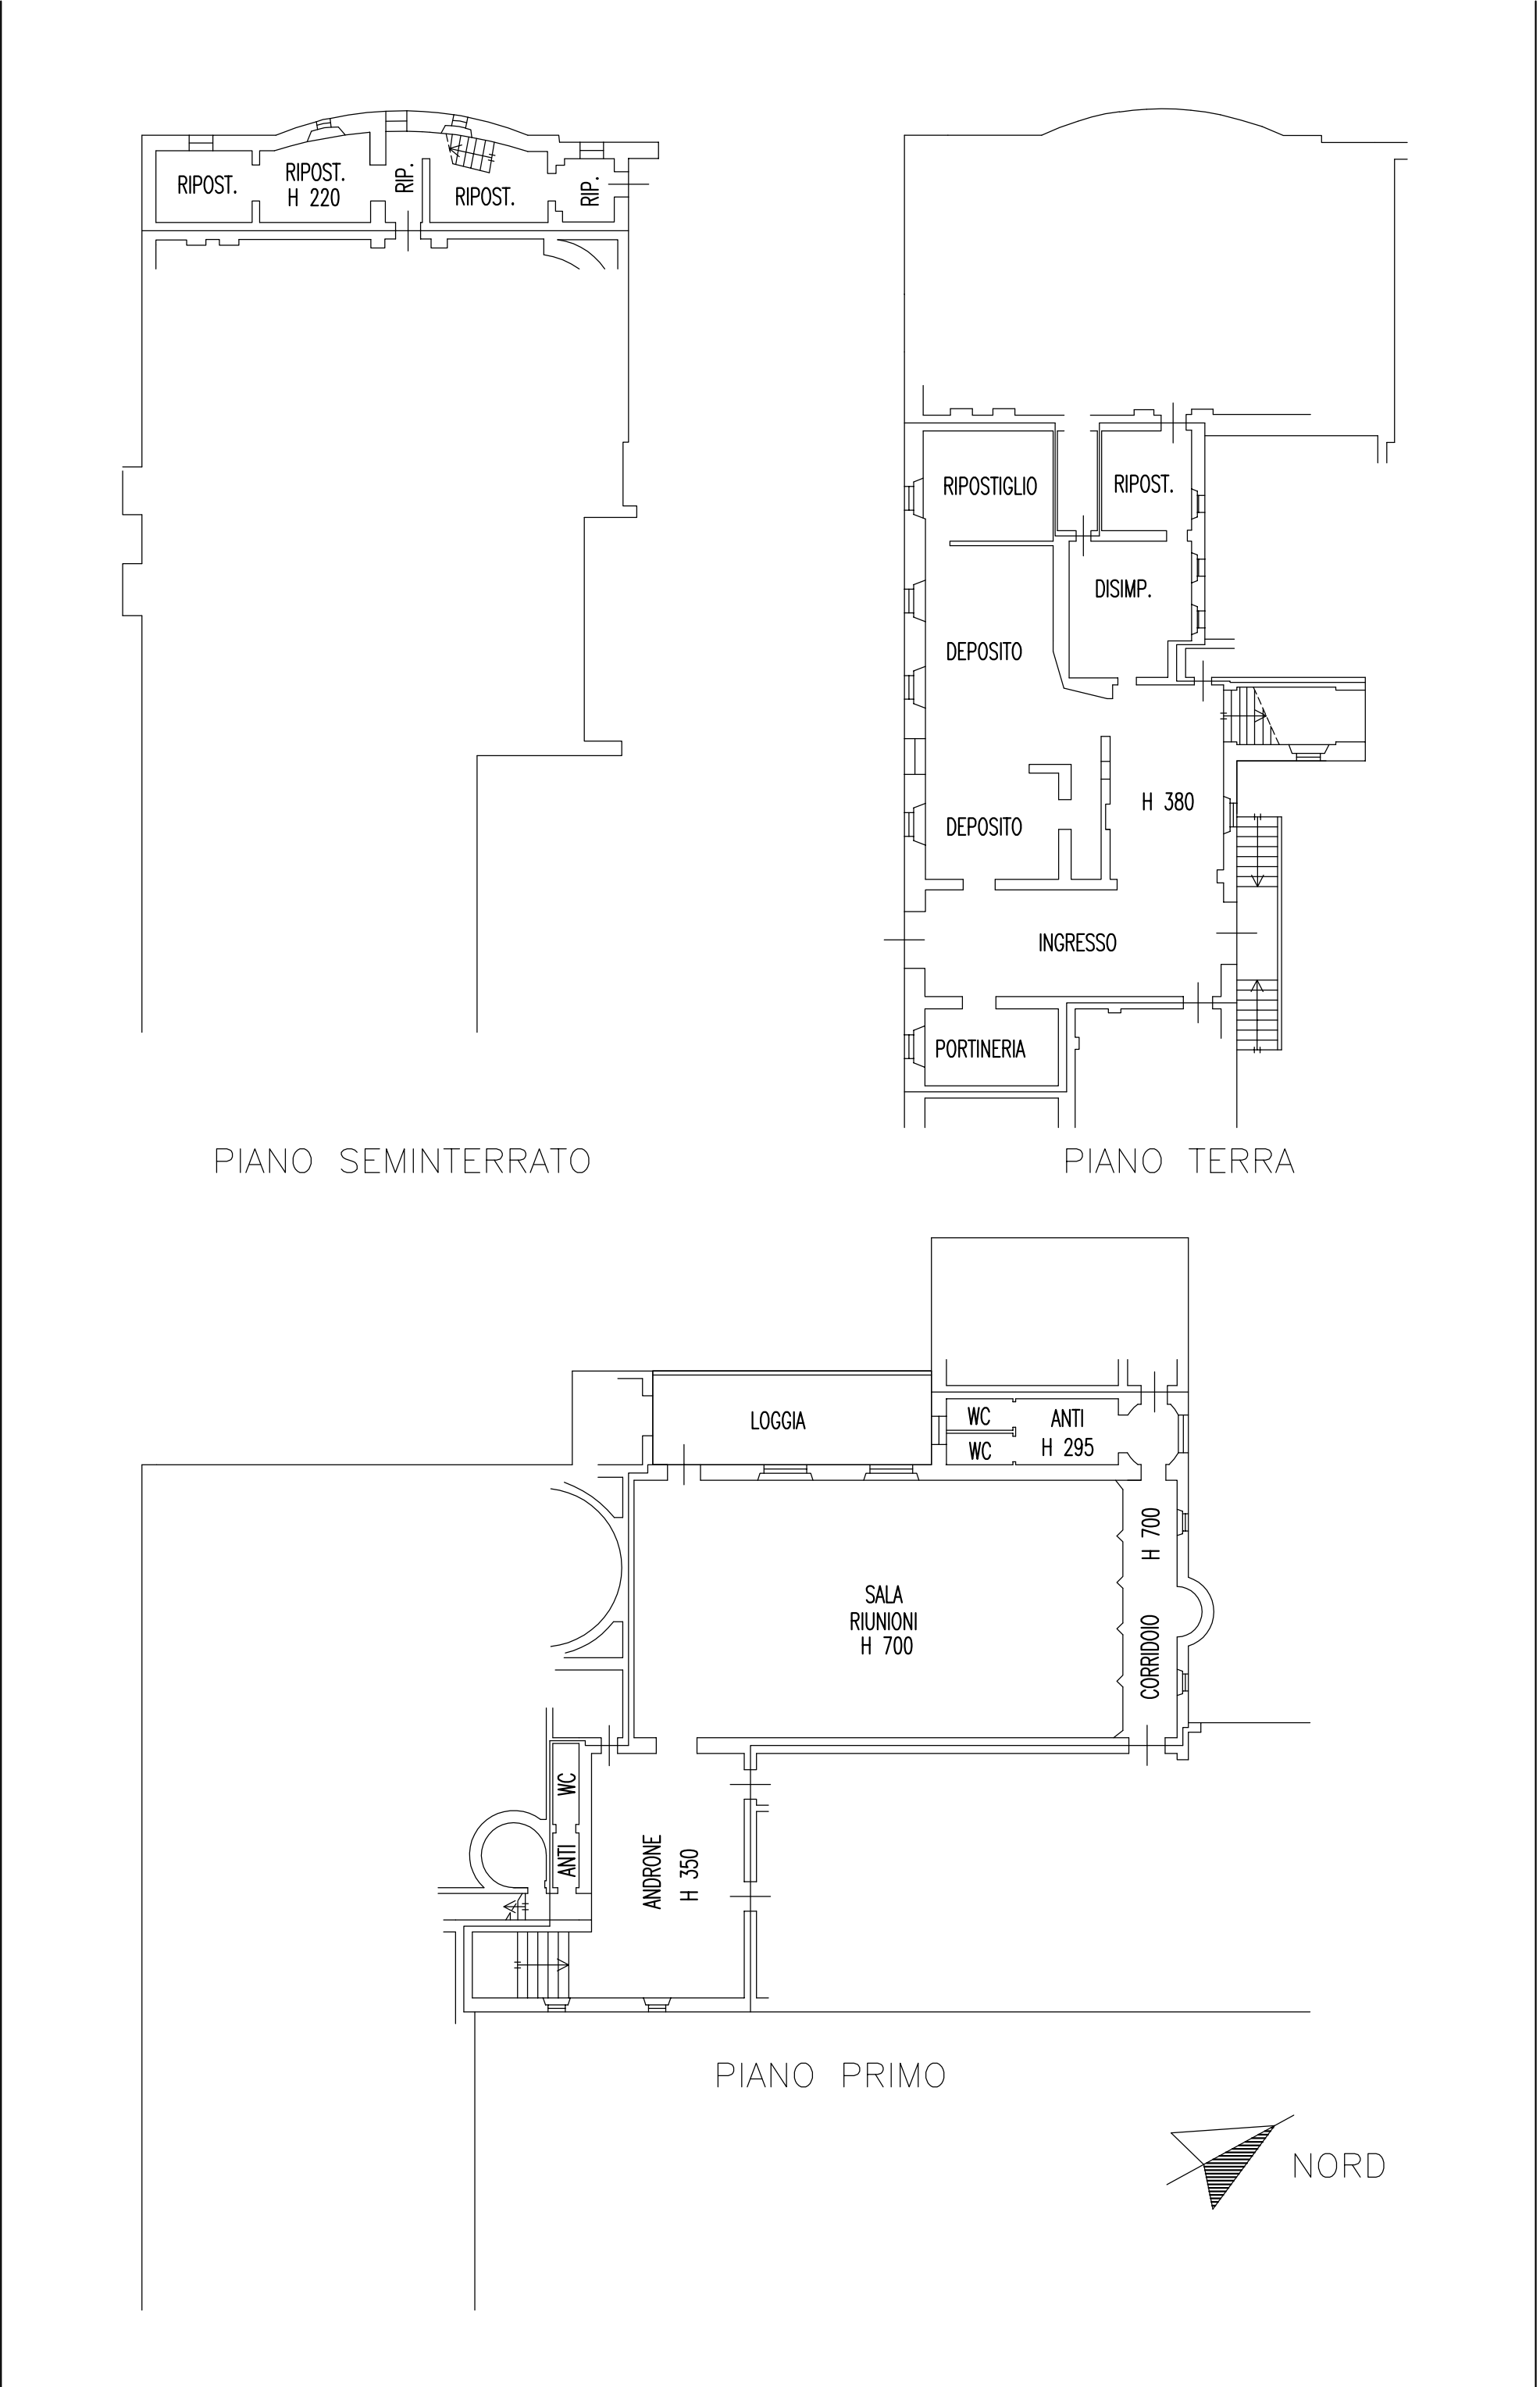 RIPOST.
RIPOST.
H 220
RIP.
RIPOST.
RIP.
PIANO SEMINTERRATO
RIPOSTIGLIO
RIPOST.
DISIMP.
DEPOSITO
H 380
DEPOSITO
INGRESSO
PORTINERIA
PIANO TERRA
LOGGIA
WC
WC
ANTI
H 295
SALA
RIUNIONI
H 700
CORRIDOIO H 700
WC
ANTI
ANDRONE
H 350
PIANO PRIMO
NORD